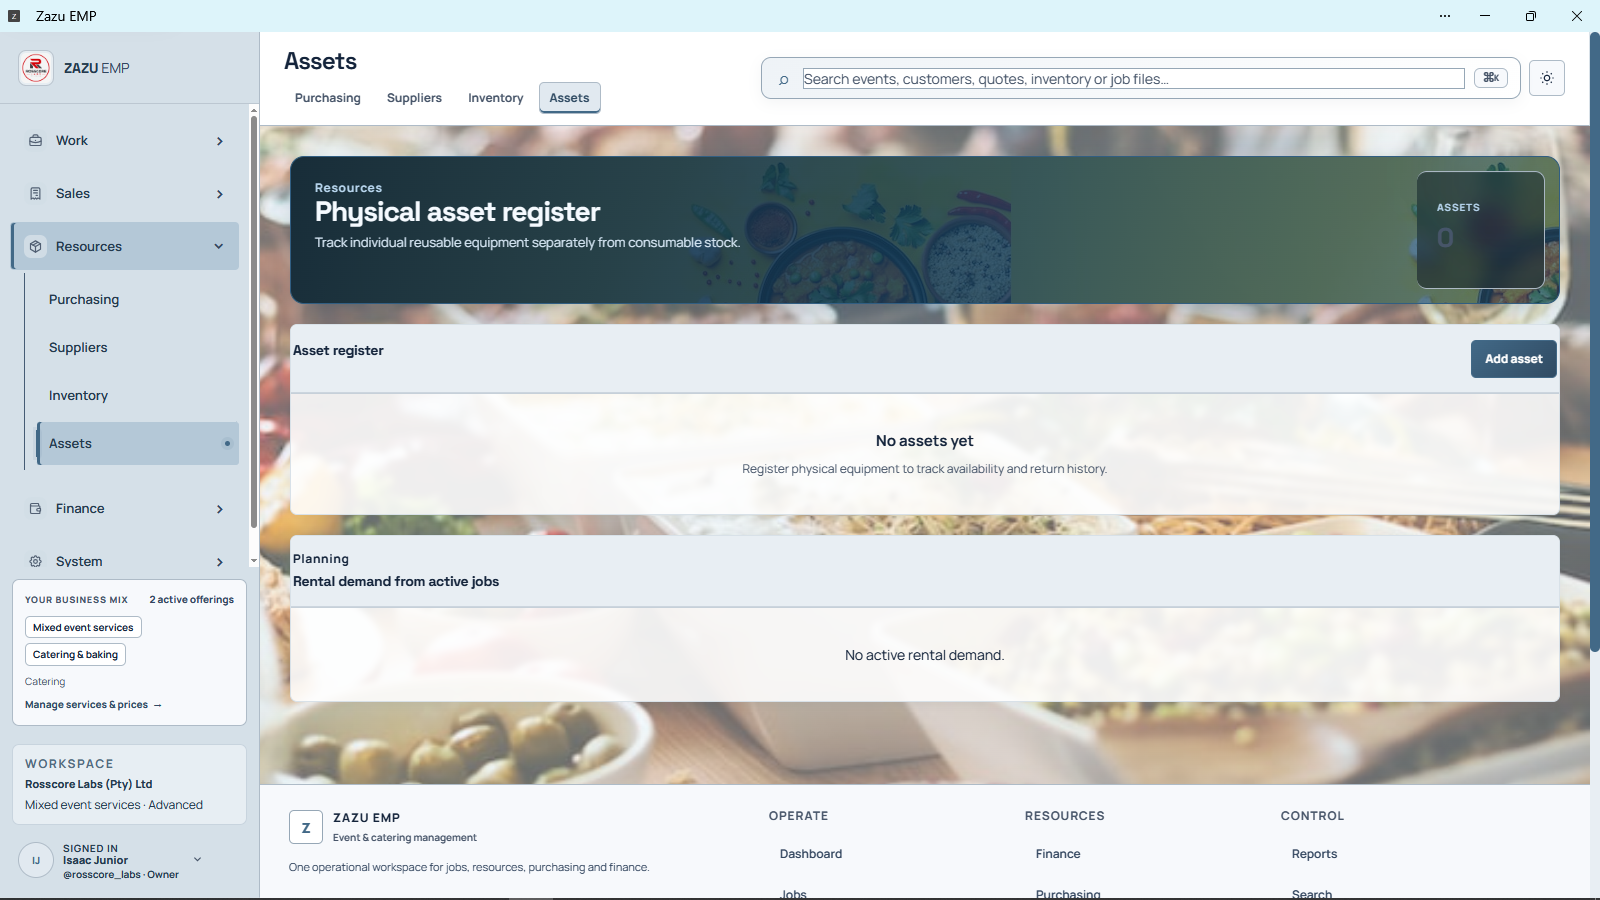 Zazu EMP
ZAZU EMP
Work
Sales
Resources
Purchasing
Suppliers
Inventory
Assets
Finance
System
YOUR BUSINESS MIX 2 active offerings
Mixed event services
Catering & baking
Catering
Manage services & prices →
WORKSPACE
Rosscore Labs (Pty) Ltd
Mixed event services · Advanced
IJ
SIGNED IN
Isaac Junior
@rosscore_labs · Owner
Assets
Purchasing Suppliers Inventory Assets
Search events, customers, quotes, inventory or job files... ⌘K
Resources
Physical asset register
Track individual reusable equipment separately from consumable stock.
ASSETS
0
Asset register
Add asset
No assets yet
Register physical equipment to track availability and return history.
Planning
Rental demand from active jobs
No active rental demand.
Z
ZAZU EMP
Event & catering management
One operational workspace for jobs, resources, purchasing and finance.
OPERATE
Dashboard
Jobs
RESOURCES
Finance
Purchasing
CONTROL
Reports
Search